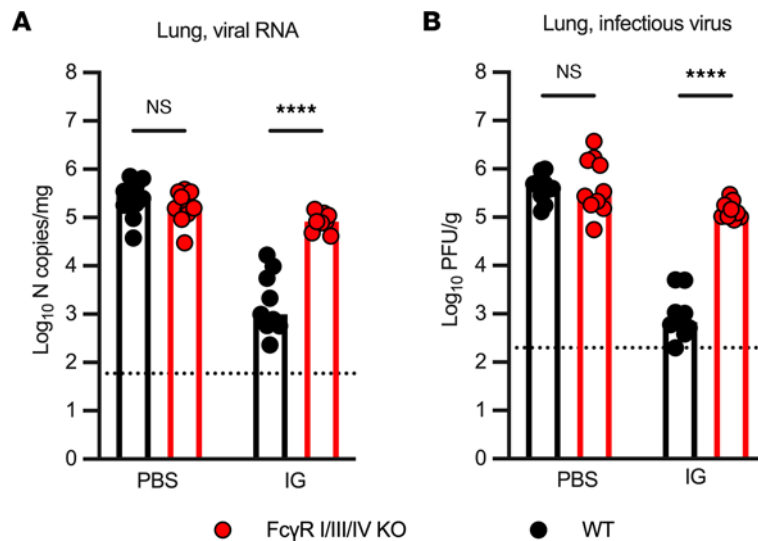 A
Lung, viral RNA
Log₁₀ N copies/mg
8
7
6
5
4
3
2
1
0
NS
****
PBS
IG
B
Lung, infectious virus
Log₁₀ PFU/g
8
7
6
5
4
3
2
1
0
NS
****
PBS
IG
FcγR I/III/IV KO
WT